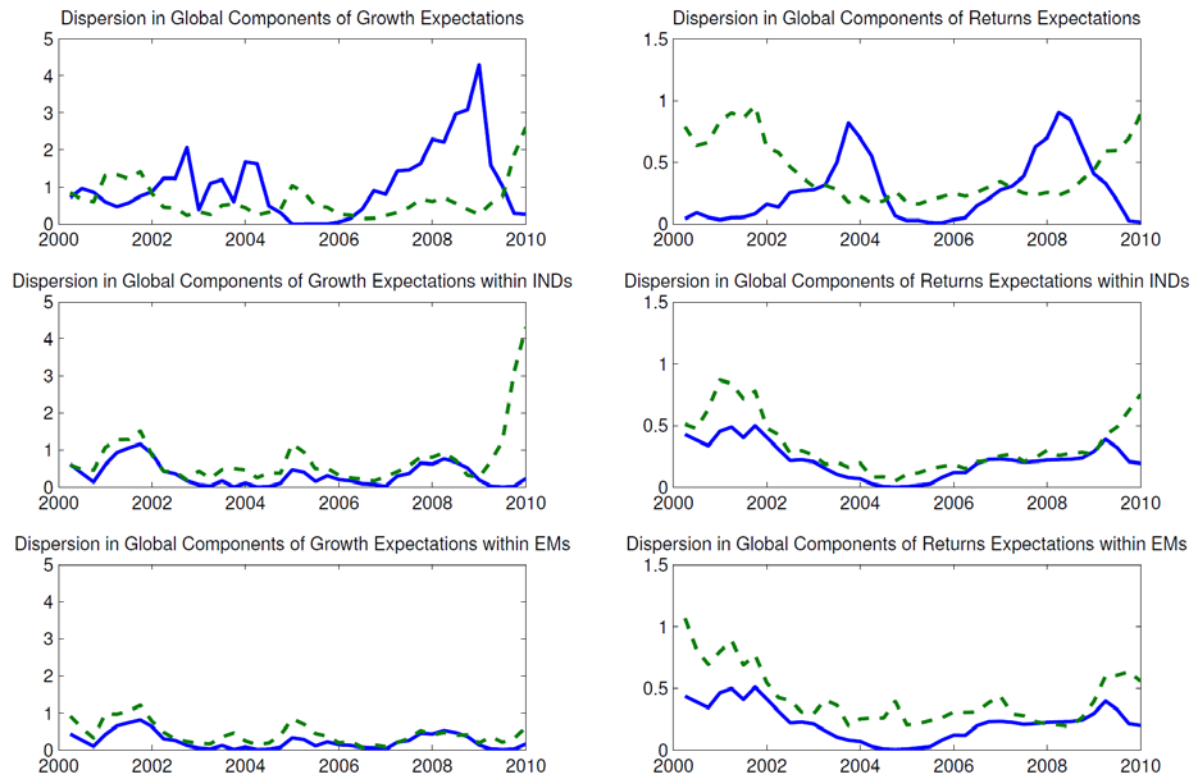 Dispersion in Global Components of Growth Expectations
5
4
3
2
1
0
2000 2002 2004 2006 2008 2010
Dispersion in Global Components of Returns Expectations
1.5
1
0.5
0
2000 2002 2004 2006 2008 2010
Dispersion in Global Components of Growth Expectations within INDs
5
4
3
2
1
0
2000 2002 2004 2006 2008 2010
Dispersion in Global Components of Returns Expectations within INDs
1.5
1
0.5
0
2000 2002 2004 2006 2008 2010
Dispersion in Global Components of Growth Expectations within EMs
5
4
3
2
1
0
2000 2002 2004 2006 2008 2010
Dispersion in Global Components of Returns Expectations within EMs
1.5
1
0.5
0
2000 2002 2004 2006 2008 2010